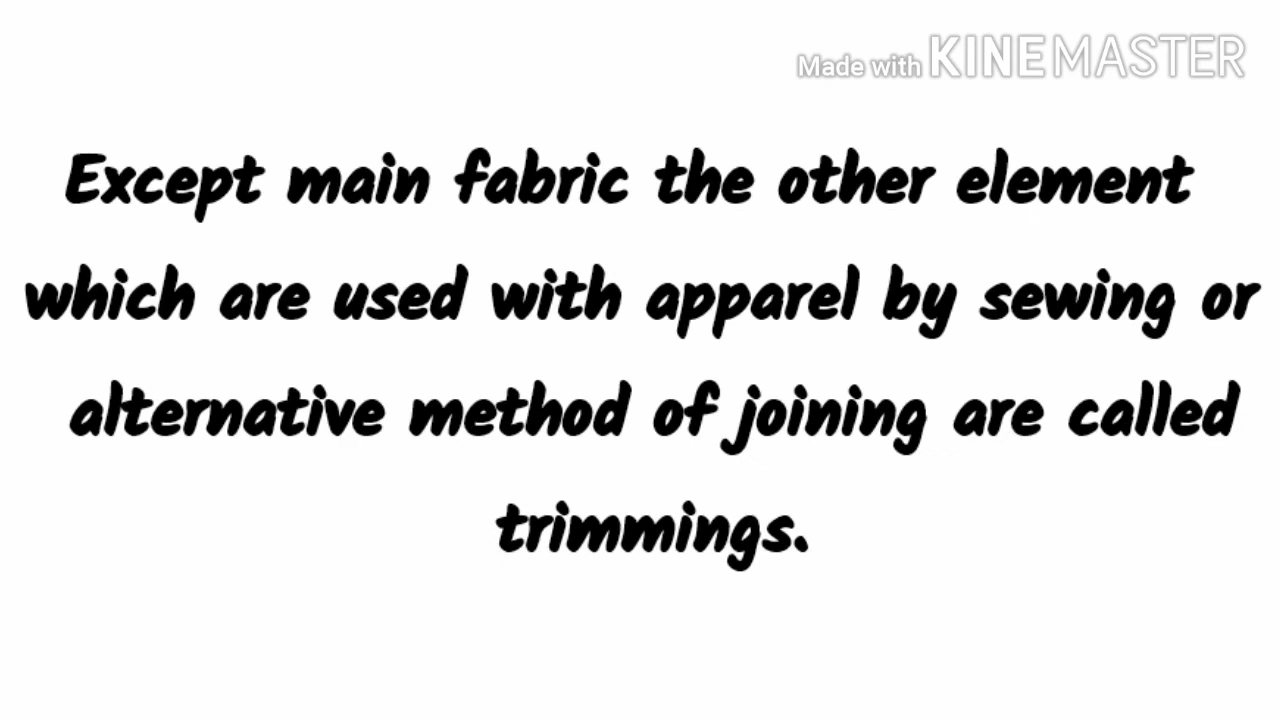 Made with KINEMASTER
Except main fabric the other element
which are used with apparel by sewing or
alternative method of joining are called
trimmings.